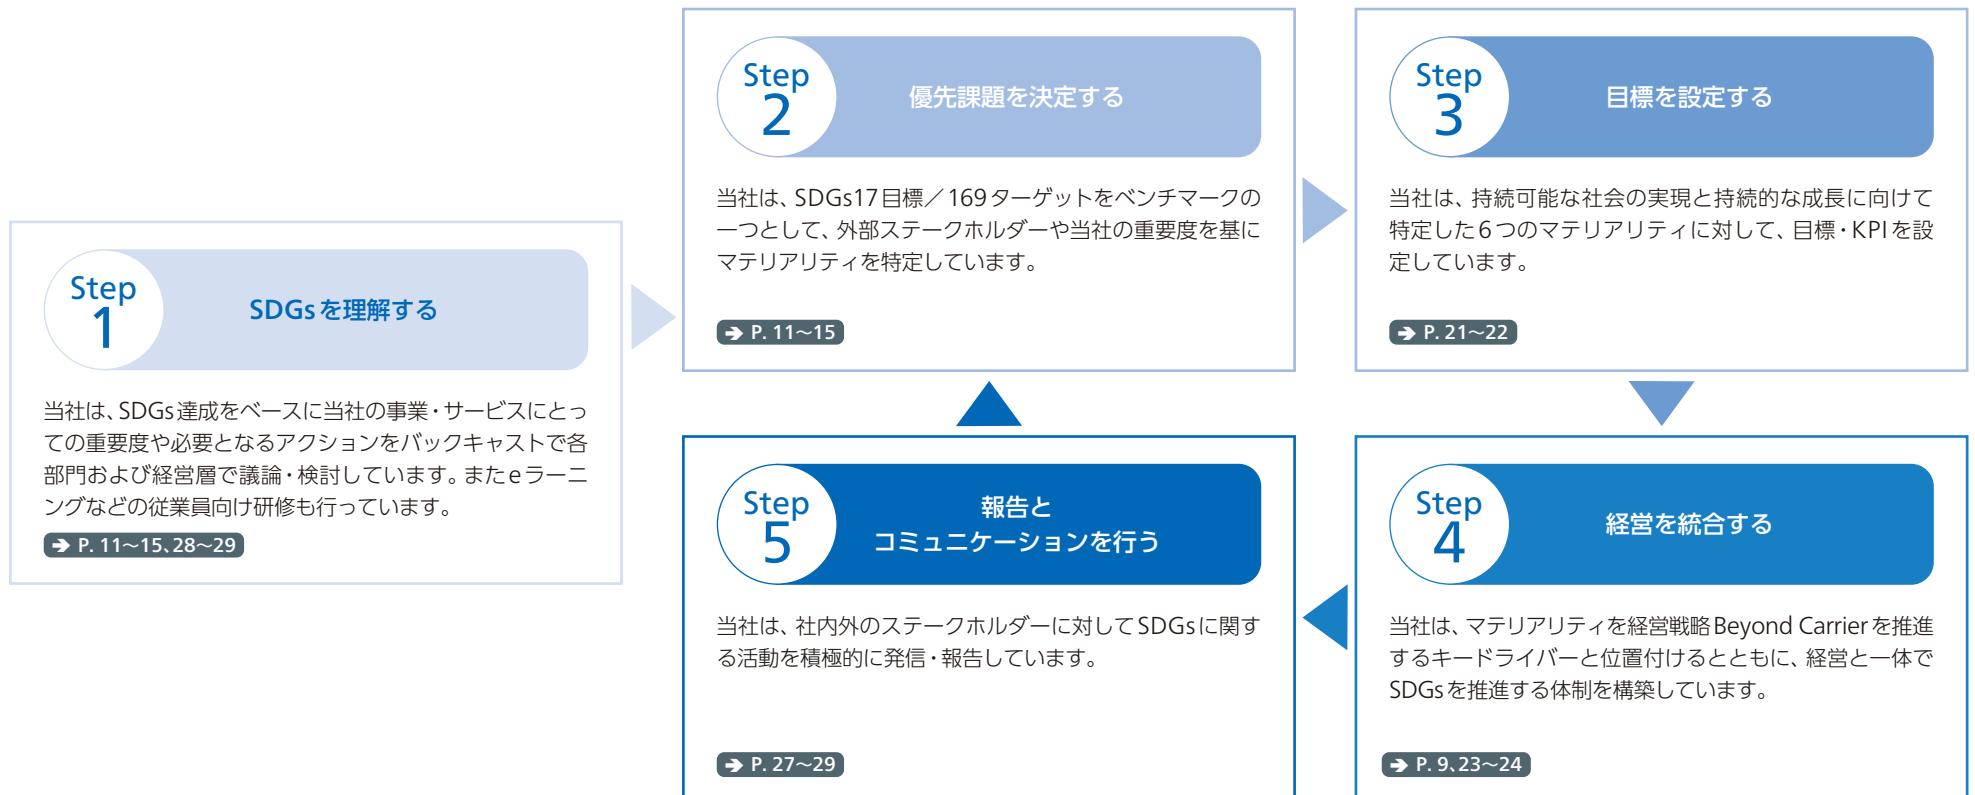 Step
1
SDGsを理解する
当社は、SDGs達成をベースに当社の事業・サービスにとっ
ての重要度や必要となるアクションをバックキャストで各
部門および経営層で議論・検討しています。またeラーニ
ングなどの従業員向け研修も行っています。
➔ P. 11〜15、28〜29
Step
2
優先課題を決定する
当社は、SDGs17目標／169ターゲットをベンチマークの
一つとして、外部ステークホルダーや当社の重要度を基に
マテリアリティを特定しています。
➔ P. 11〜15
Step
3
目標を設定する
当社は、持続可能な社会の実現と持続的な成長に向けて
特定した6つのマテリアリティに対して、目標・KPIを設
定しています。
➔ P. 21〜22
Step
4
経営を統合する
当社は、マテリアリティを経営戦略Beyond Carrierを推進
するキードライバーと位置付けるとともに、経営と一体で
SDGsを推進する体制を構築しています。
➔ P. 9、23〜24
Step
5
報告と
コミュニケーションを行う
当社は、社内外のステークホルダーに対してSDGsに関す
る活動を積極的に発信・報告しています。
➔ P. 27〜29